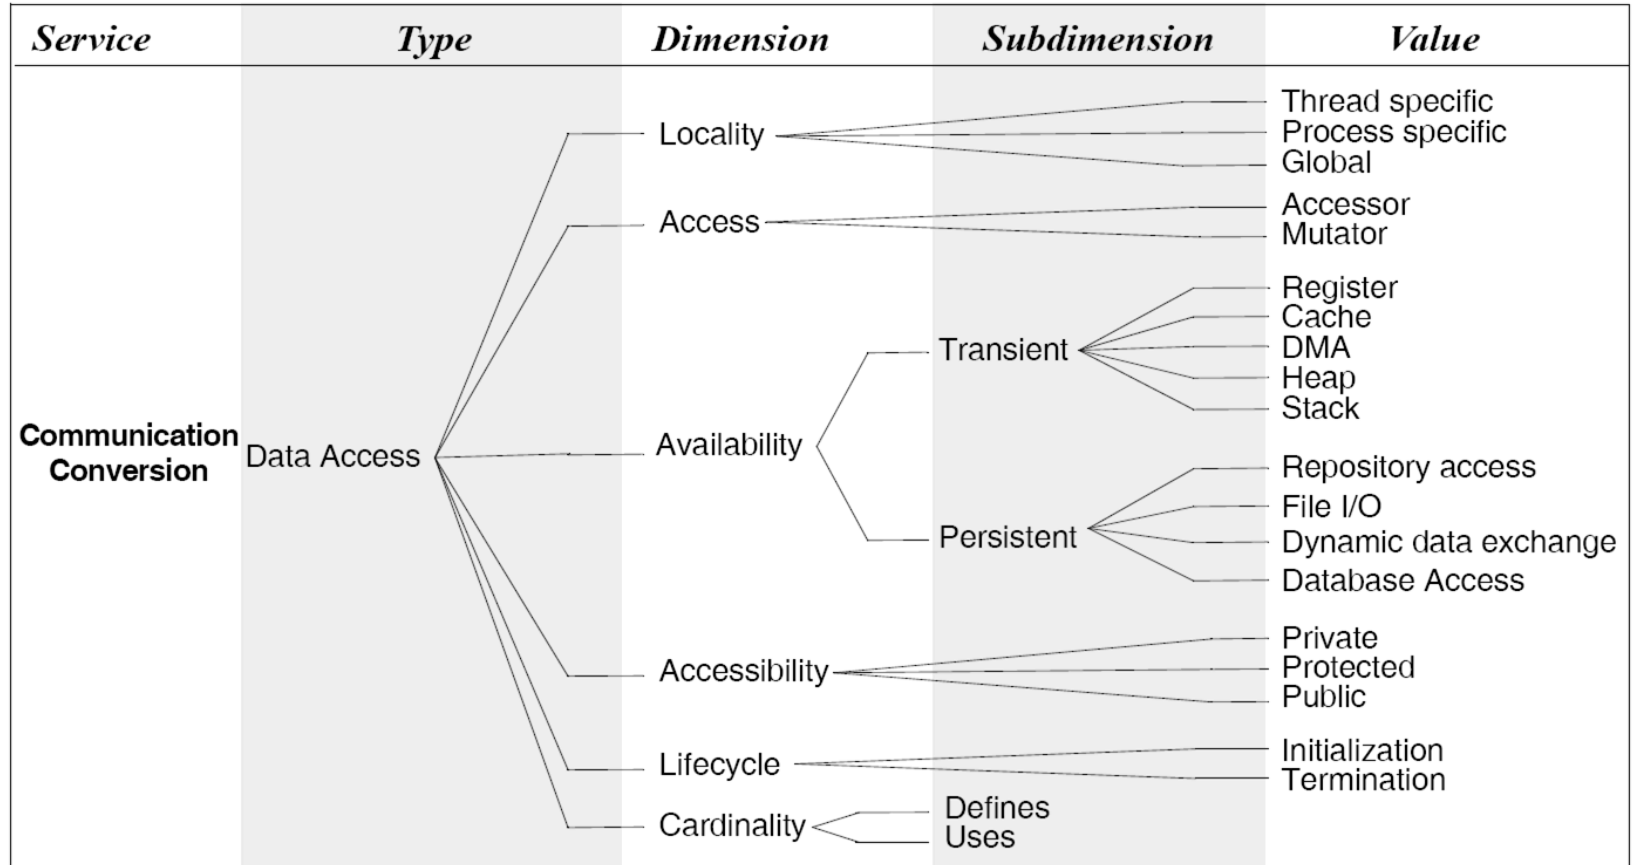 Service Type Dimension Subdimension Value
Communication
Conversion
Data Access
Locality
Thread specific
Process specific
Global
Access
Accessor
Mutator
Availability
Transient
Register
Cache
DMA
Heap
Stack
Persistent
Repository access
File I/O
Dynamic data exchange
Database Access
Accessibility
Private
Protected
Public
Lifecycle
Initialization
Termination
Cardinality
Defines
Uses